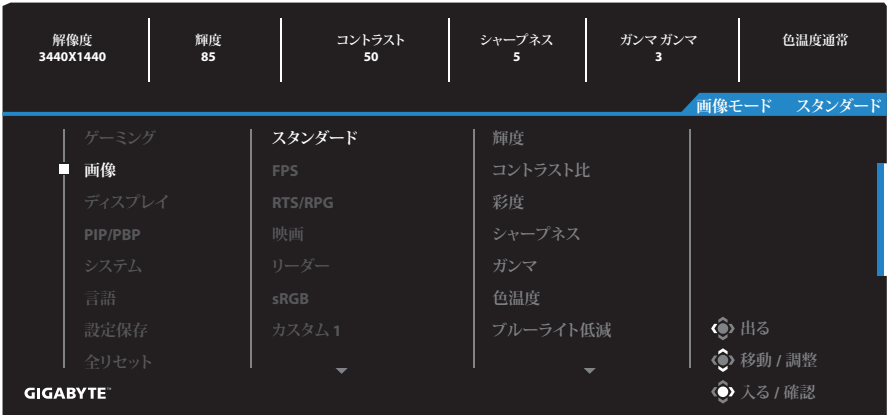 解像度 輝度 コントラスト シャープネス ガンマ ガンマ 色温度通常
3440X1440 85 50 5 3
画像モード スタンダード
ゲーミング スタンダード 輝度
画像 FPS コントラスト比
ディスプレイ RTS/RPG 彩度
PIP/PBP 映画 シャープネス
システム リーダー ガンマ
言語 sRGB 色温度
設定保存 カスタム 1 ブルーライト低減 出る
全リセット 移動 / 調整
GIGABYTE™ 入る / 確認